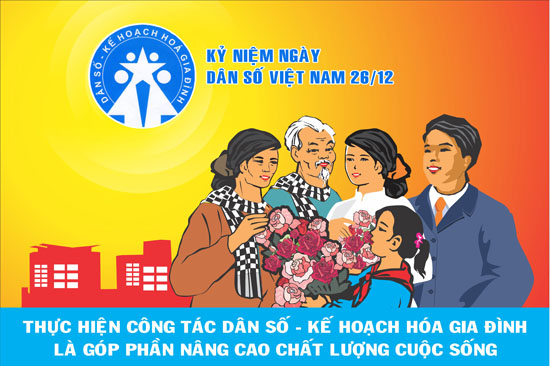 DÂN SỐ - KẾ HOẠCH HOÁ GIA ĐÌNH
KỶ NIỆM NGÀY
DÂN SỐ VIỆT NAM 26/12
THỰC HIỆN CÔNG TÁC DÂN SỐ - KẾ HOẠCH HÓA GIA ĐÌNH
LÀ GÓP PHẦN NÂNG CAO CHẤT LƯỢNG CUỘC SỐNG